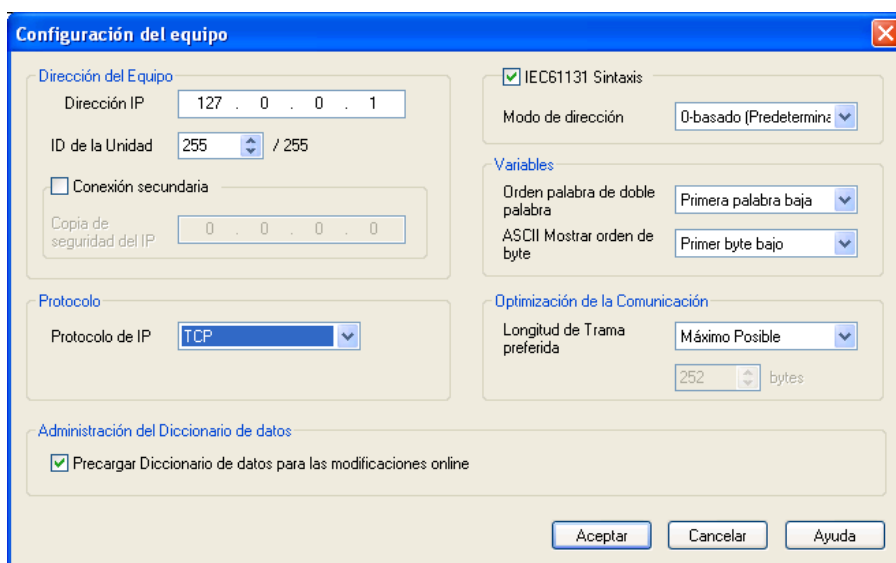 Configuración del equipo
Dirección del Equipo
Dirección IP 127 . 0 . 0 . 1
ID de la Unidad 255 / 255
Conexión secundaria
Copia de
seguridad del IP 0 . 0 . 0 . 0
IEC61131 Sintaxis
Modo de dirección 0-basado (Predetermina
Variables
Orden palabra de doble
palabra Primera palabra baja
ASCII Mostrar orden de
byte Primer byte bajo
Protocolo
Protocolo de IP TCP
Optimización de la Comunicación
Longitud de Trama
preferida Máximo Posible
252 bytes
Administración del Diccionario de datos
Precargar Diccionario de datos para las modificaciones online
Aceptar Cancelar Ayuda